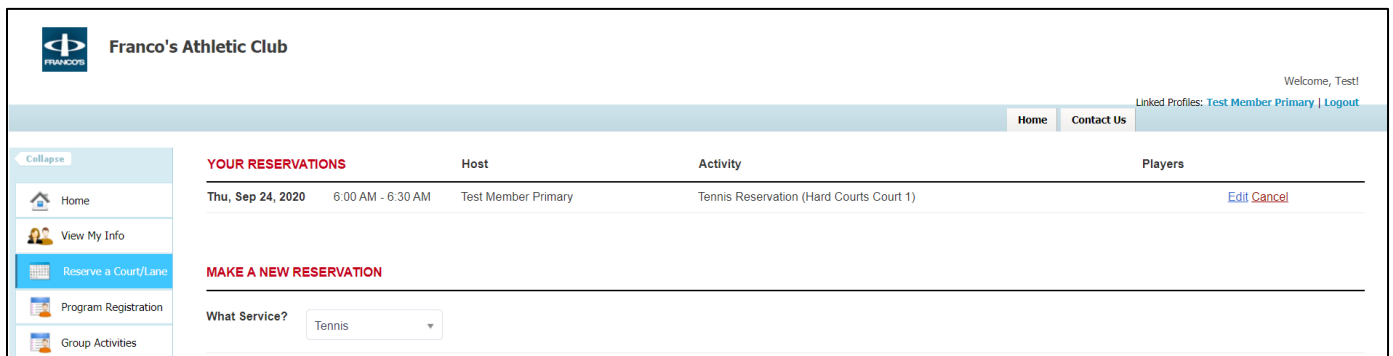 FRANCO'S
Franco's Athletic Club
Welcome, Test!
Linked Profiles: Test Member Primary | Logout
Home Contact Us
Collapse
Home
View My Info
Reserve a Court/Lane
Program Registration
Group Activities
YOUR RESERVATIONS Host Activity Players
Thu, Sep 24, 2020 6:00 AM - 6:30 AM Test Member Primary Tennis Reservation (Hard Courts Court 1) Edit Cancel
MAKE A NEW RESERVATION
What Service? Tennis